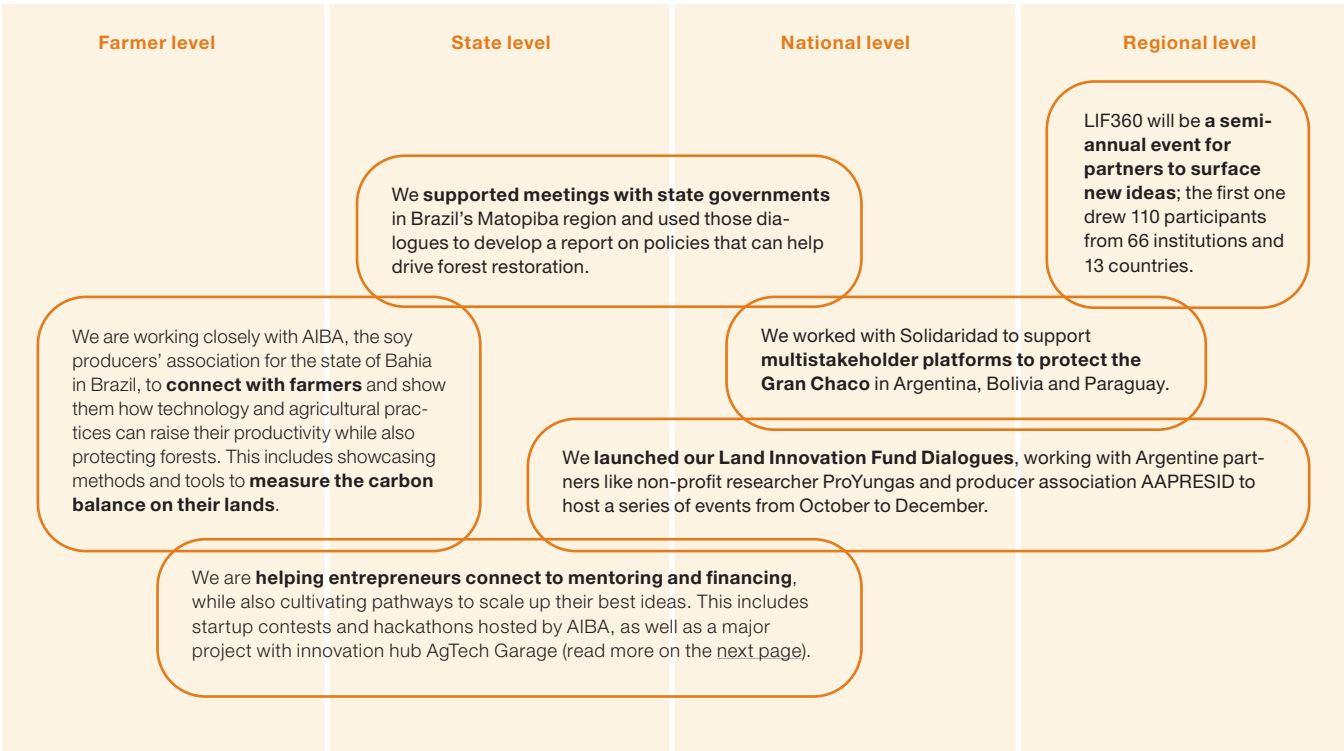 Farmer level
State level
National level
Regional level
LIF360 will be a semi-
annual event for
partners to surface
new ideas; the first one
drew 110 participants
from 66 institutions and
13 countries.
We supported meetings with state governments
in Brazil's Matopiba region and used those dia-
logues to develop a report on policies that can help
drive forest restoration.
We are working closely with AIBA, the soy
producers' association for the state of Bahia
in Brazil, to connect with farmers and show
them how technology and agricultural prac-
tices can raise their productivity while also
protecting forests. This includes showcasing
methods and tools to measure the carbon
balance on their lands.
We worked with Solidaridad to support
multistakeholder platforms to protect the
Gran Chaco in Argentina, Bolivia and Paraguay.
We launched our Land Innovation Fund Dialogues, working with Argentine part-
ners like non-profit researcher ProYungas and producer association AAPRESID to
host a series of events from October to December.
We are helping entrepreneurs connect to mentoring and financing,
while also cultivating pathways to scale up their best ideas. This includes
startup contests and hackathons hosted by AIBA, as well as a major
project with innovation hub AgTech Garage (read more on the next page).